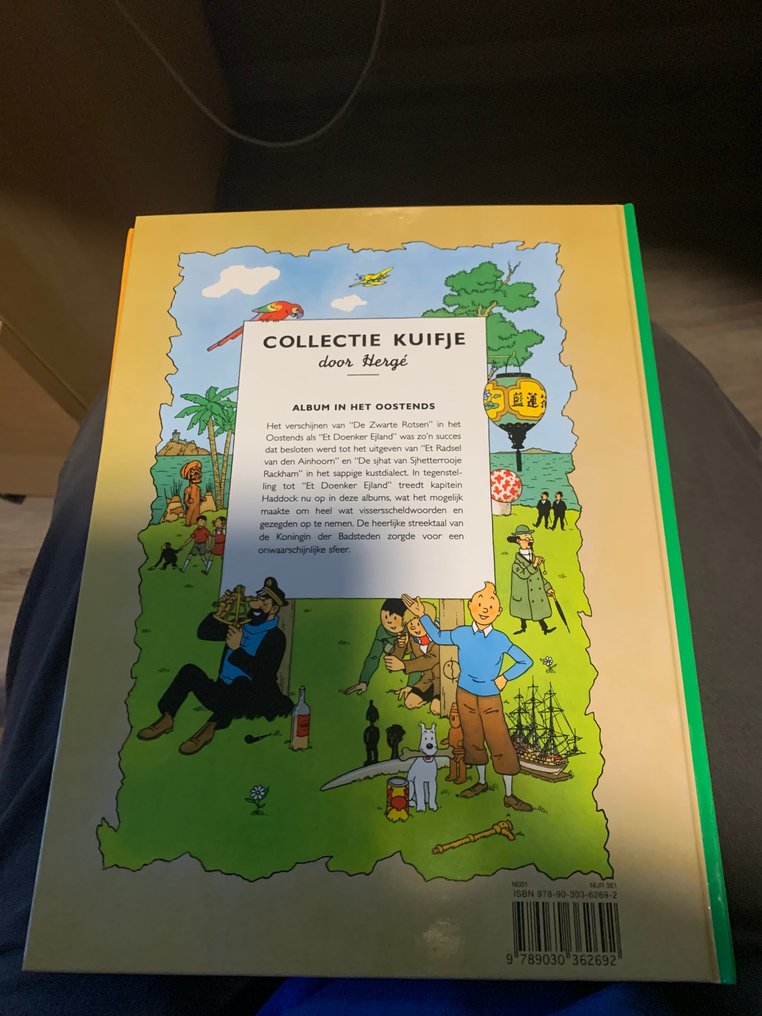 COLLECTIE KUIFJE
door Hergé
ALBUM IN HET OOSTENDS
Het verschijnen van “De Zwarte Rotsen” in het
Oostends als “Et Doenker Ejland” was zo'n succes
dat besloten werd tot het uitgeven van “Et Radsel
van den Ainhoorn” en “De sjhat van Sjhetterrooje
Rackham” in het sappige kustdialect. In tegenstel-
ling tot “Et Doenker Ejland” treedt kapitein
Haddock nu op in deze albums, wat het mogelijk
maakte om heel wat vissersscheldwoorden en
gezegden op te nemen. De heerlijke streektaal van
de Koningin der Badsteden zorgde voor een
onwaarschijnlijke sfeer.
藍蓮花
N001 NUR 361
ISBN 978-90-303-6269-2
9 789030 362692